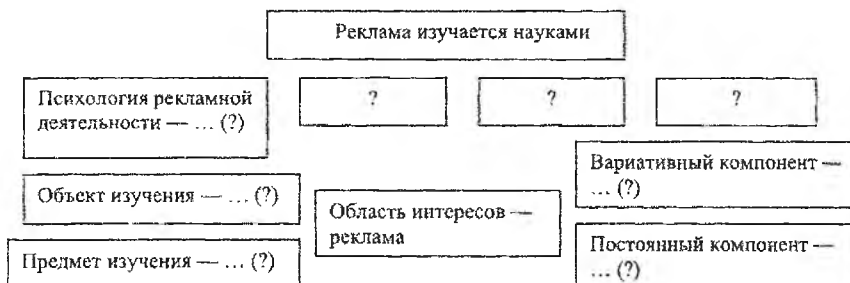 Реклама изучается науками
Психология рекламной
деятельности — ... (?)
?
?
?
Объект изучения — ... (?)
Предмет изучения — ... (?)
Область интересов —
реклама
Вариативный компонент —
... (?)
Постоянный компонент —
... (?)